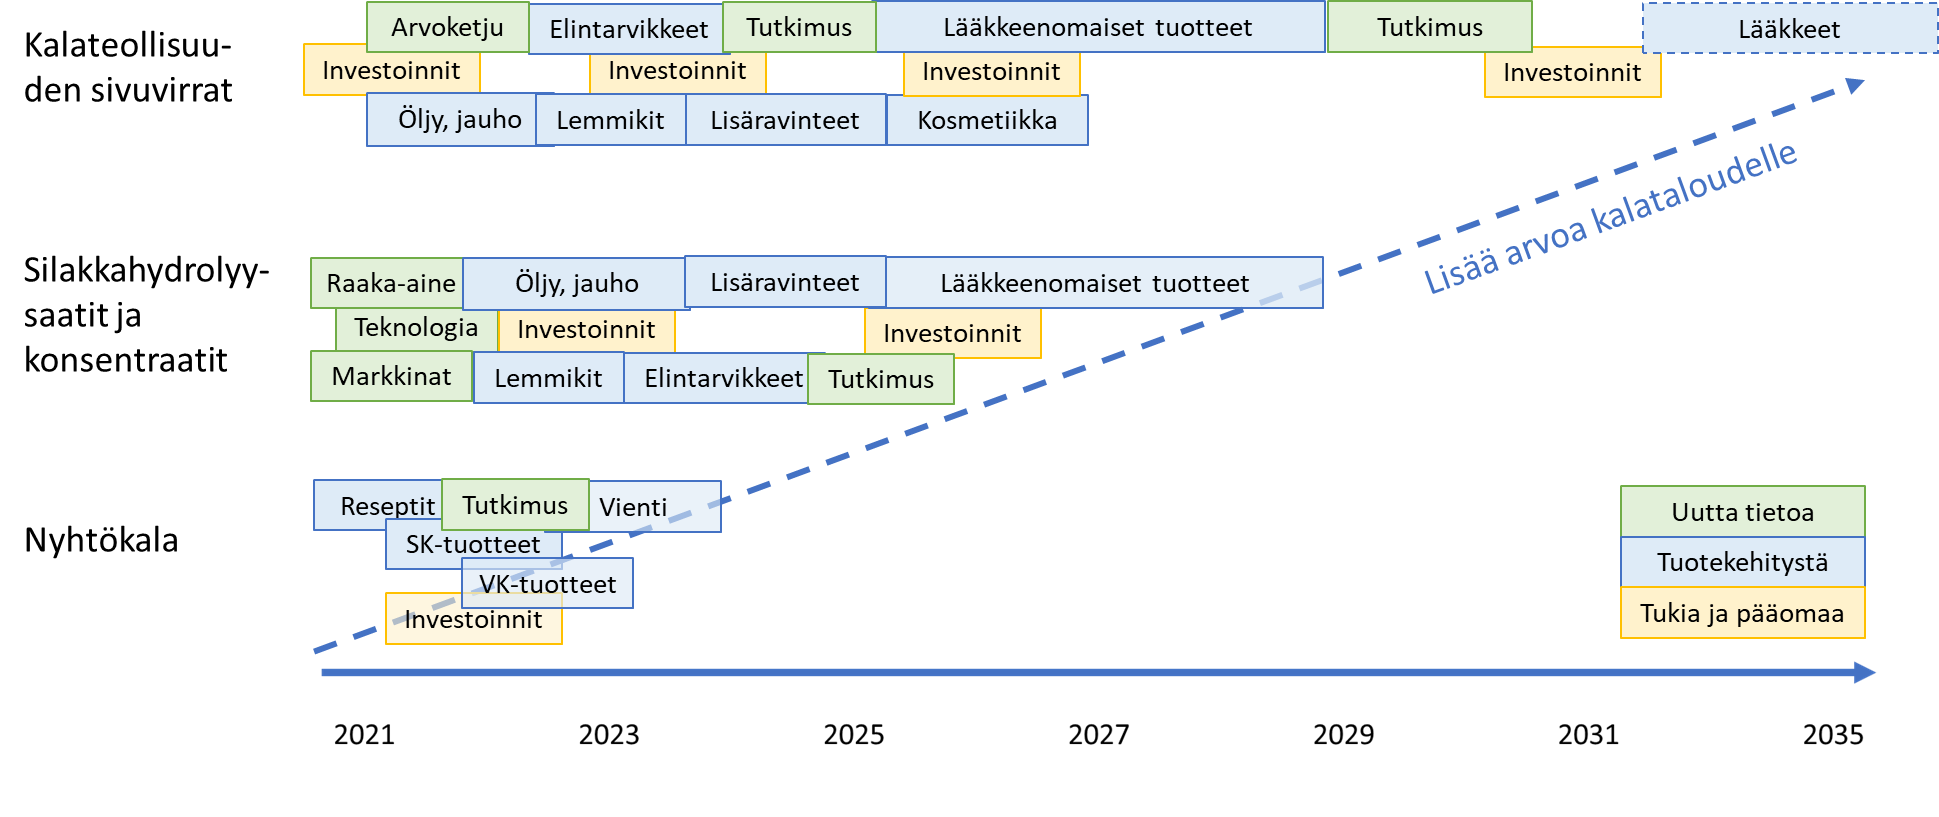 Kalateollisuu-
den sivuvirrat
Arvoketju
Elintarvikkeet
Tutkimus
Lääkkeenomaiset tuotteet
Tutkimus
Lääkkeet
Investoinnit
Investoinnit
Investoinnit
Investoinnit
Öljy, jauho
Lemmikit
Lisäravinteet
Kosmetiikka
Lisää arvoa kalataloudelle
Silakkahydrolyy-
saatit ja
konsentraatit
Raaka-aine
Öljy, jauho
Lisäravinteet
Lääkkeenomaiset tuotteet
Teknologia
Investoinnit
Investoinnit
Markkinat
Lemmikit
Elintarvikkeet
Tutkimus
Nyhtökala
Reseptit
Tutkimus
Vienti
SK-tuotteet
VK-tuotteet
Investoinnit
Uutta tietoa
Tuotekehitystä
Tukia ja pääomaa
2021
2023
2025
2027
2029
2031
2035